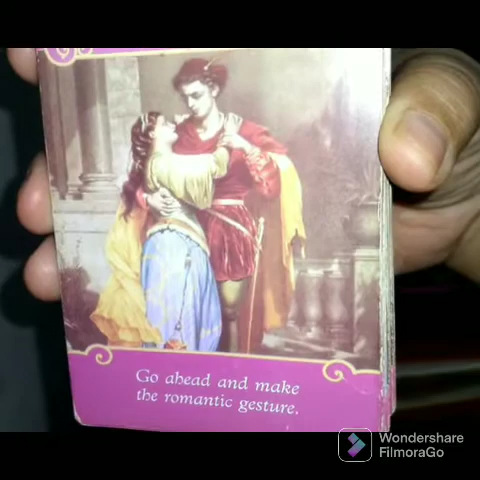 Go ahead and make
the romantic gesture.
Wondershare
FilmoraGo